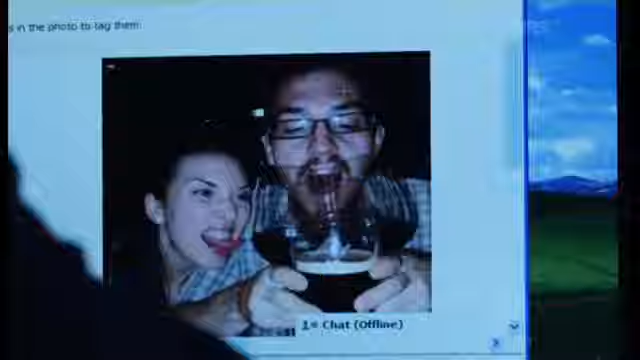 s in the photo to tag them.
Chat (Offline)